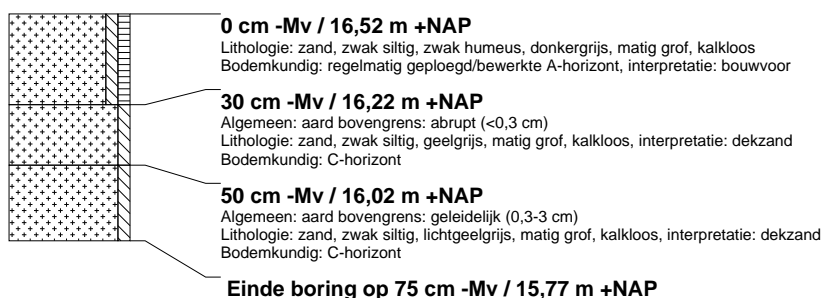 0 cm -Mv / 16,52 m +NAP
Lithologie: zand, zwak siltig, zwak humeus, donkergrijs, matig grof, kalkloos
Bodemkundig: regelmatig geploegd/bewerkte A-horizont, interpretatie: bouwvoor
30 cm -Mv / 16,22 m +NAP
Algemeen: aard bovengrens: abrupt (<0,3 cm)
Lithologie: zand, zwak siltig, geelgrijs, matig grof, kalkloos, interpretatie: dekzand
Bodemkundig: C-horizont
50 cm -Mv / 16,02 m +NAP
Algemeen: aard bovengrens: geleidelijk (0,3-3 cm)
Lithologie: zand, zwak siltig, lichtgeelgrijs, matig grof, kalkloos, interpretatie: dekzand
Bodemkundig: C-horizont
Einde boring op 75 cm -Mv / 15,77 m +NAP